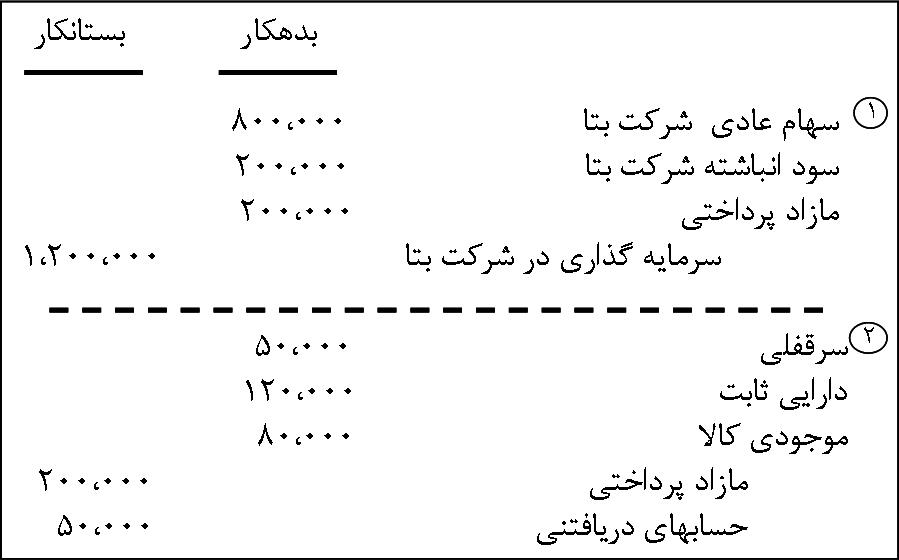 بدهکار بستانکار
① سهام عادی شرکت بتا ۸۰۰،۰۰۰
سود انباشته شرکت بتا ۲۰۰،۰۰۰
مازاد پرداختی ۲۰۰،۰۰۰
سرمایه گذاری در شرکت بتا ۱،۲۰۰،۰۰۰
② سرقفلی ۵۰،۰۰۰
دارایی ثابت ۱۲۰،۰۰۰
موجودی کالا ۸۰،۰۰۰
مازاد پرداختی ۲۰۰،۰۰۰
حسابهای دریافتنی ۵۰،۰۰۰